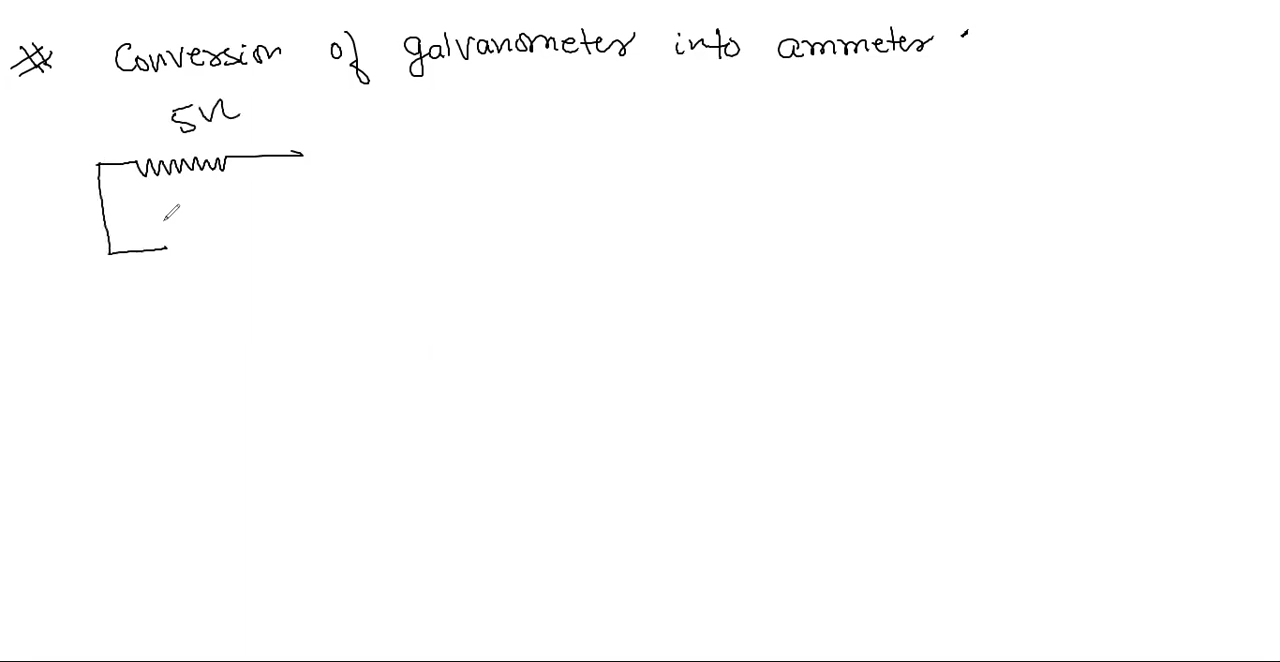 # Conversion of galvanometer into ammeter .
5Ω